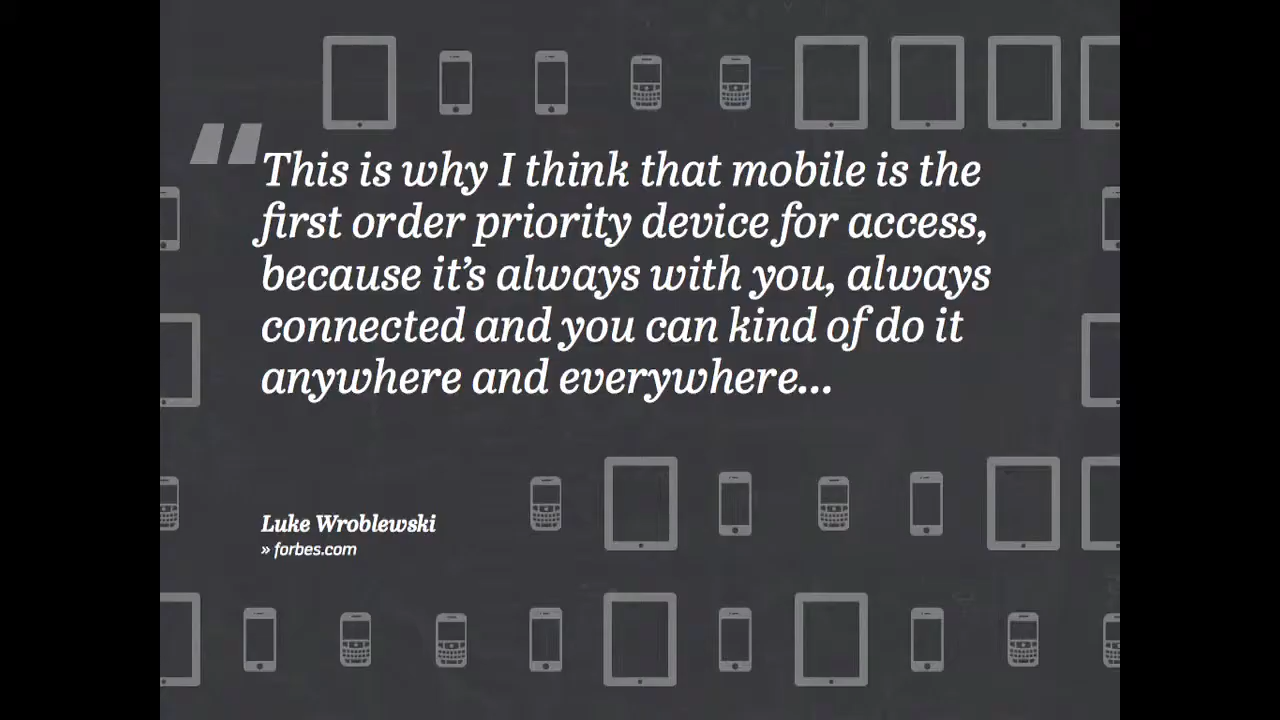 “This is why I think that mobile is the
first order priority device for access,
because it’s always with you, always
connected and you can kind of do it
anywhere and everywhere...
Luke Wroblewski
» forbes.com